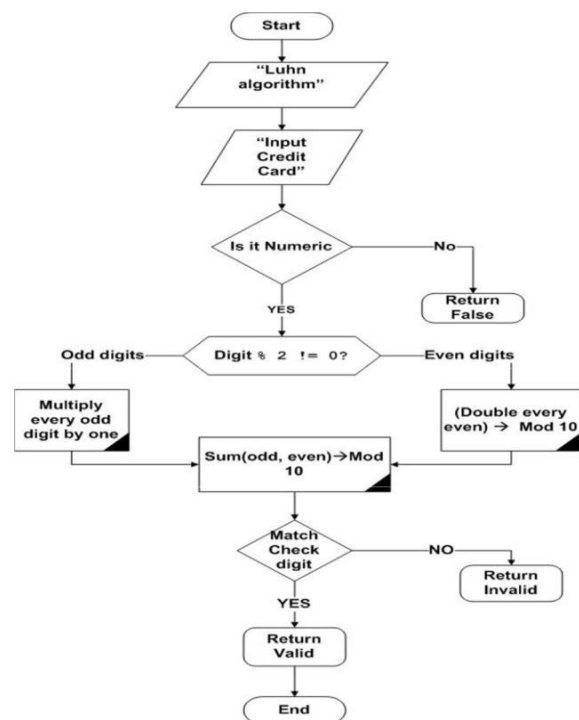 Start
“Luhn
algorithm”
“Input
Credit
Card”
Is it Numeric
No
Return
False
YES
Odd digits
Digit % 2 != 0?
Even digits
Multiply
every odd
digit by one
(Double every
even) → Mod 10
Sum(odd, even)→Mod
10
Match
Check
digit
NO
Return
Invalid
YES
Return
Valid
End